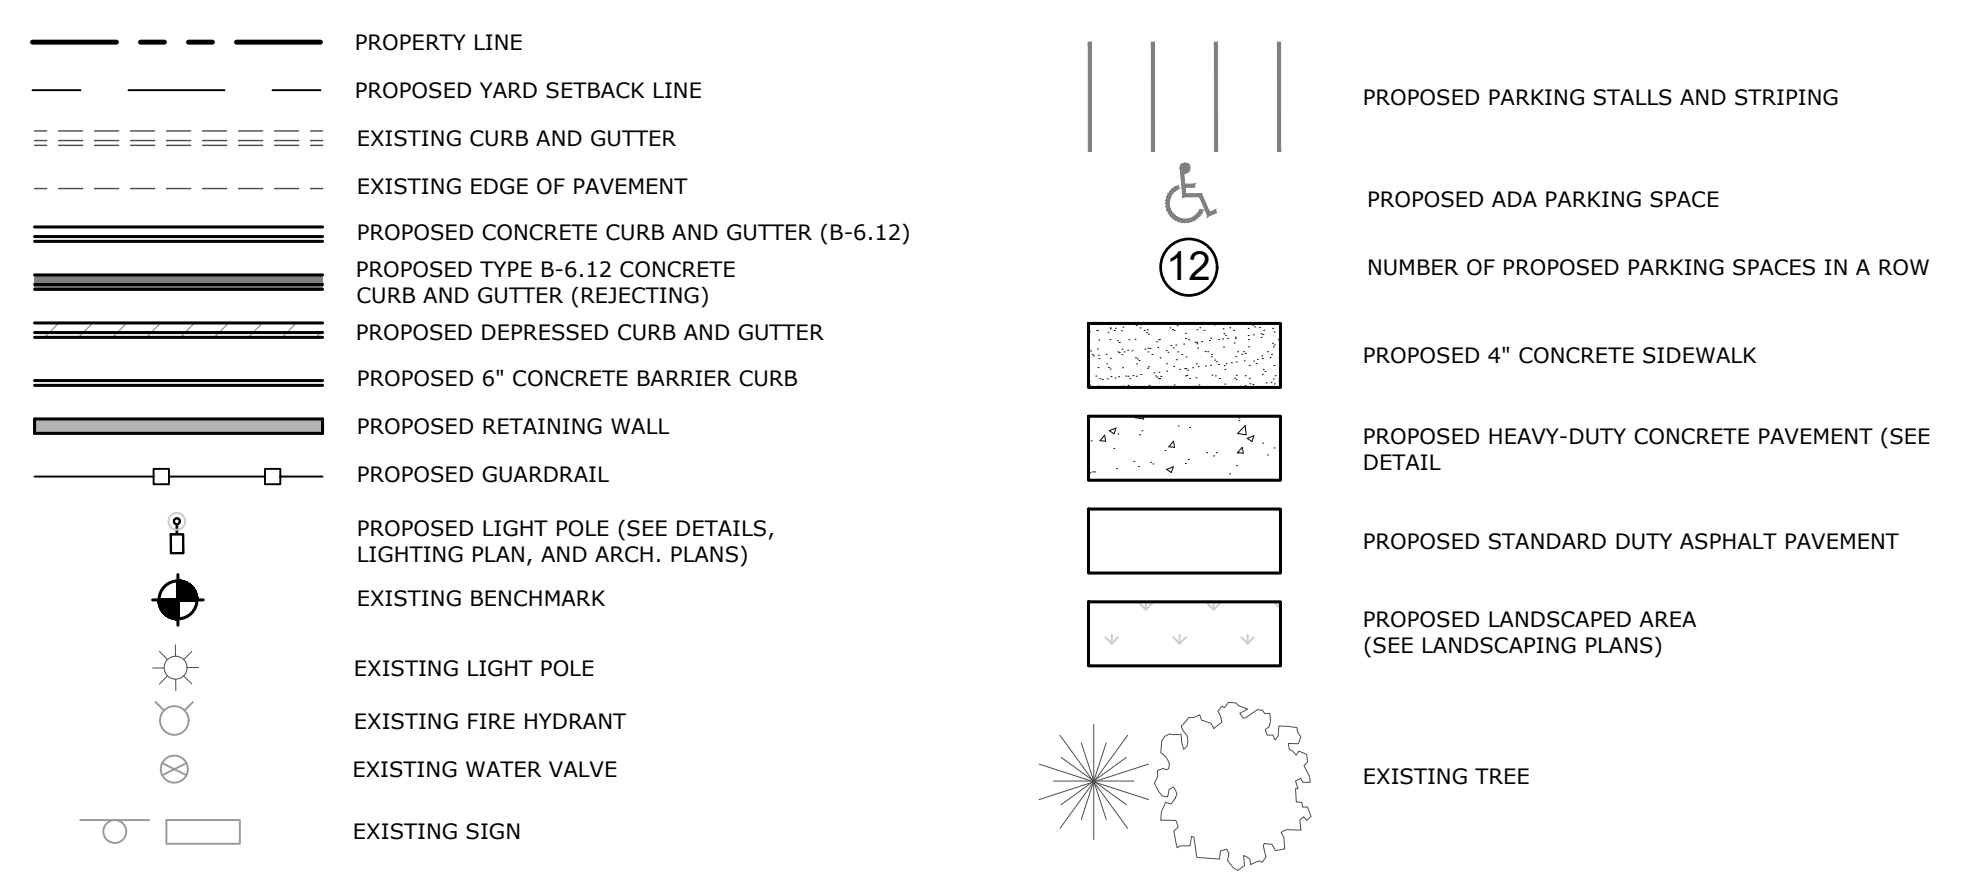 PROPERTY LINE
PROPOSED YARD SETBACK LINE
EXISTING CURB AND GUTTER
EXISTING EDGE OF PAVEMENT
PROPOSED CONCRETE CURB AND GUTTER (B-6.12)
PROPOSED TYPE B-6.12 CONCRETE
CURB AND GUTTER (REJECTING)
PROPOSED DEPRESSED CURB AND GUTTER
PROPOSED 6" CONCRETE BARRIER CURB
PROPOSED RETAINING WALL
PROPOSED GUARDRAIL
PROPOSED LIGHT POLE (SEE DETAILS,
LIGHTING PLAN, AND ARCH. PLANS)
EXISTING BENCHMARK
EXISTING LIGHT POLE
EXISTING FIRE HYDRANT
EXISTING WATER VALVE
EXISTING SIGN
PROPOSED PARKING STALLS AND STRIPING
PROPOSED ADA PARKING SPACE
12
NUMBER OF PROPOSED PARKING SPACES IN A ROW
PROPOSED 4" CONCRETE SIDEWALK
PROPOSED HEAVY-DUTY CONCRETE PAVEMENT (SEE
DETAIL
PROPOSED STANDARD DUTY ASPHALT PAVEMENT
PROPOSED LANDSCAPED AREA
(SEE LANDSCAPING PLANS)
EXISTING TREE